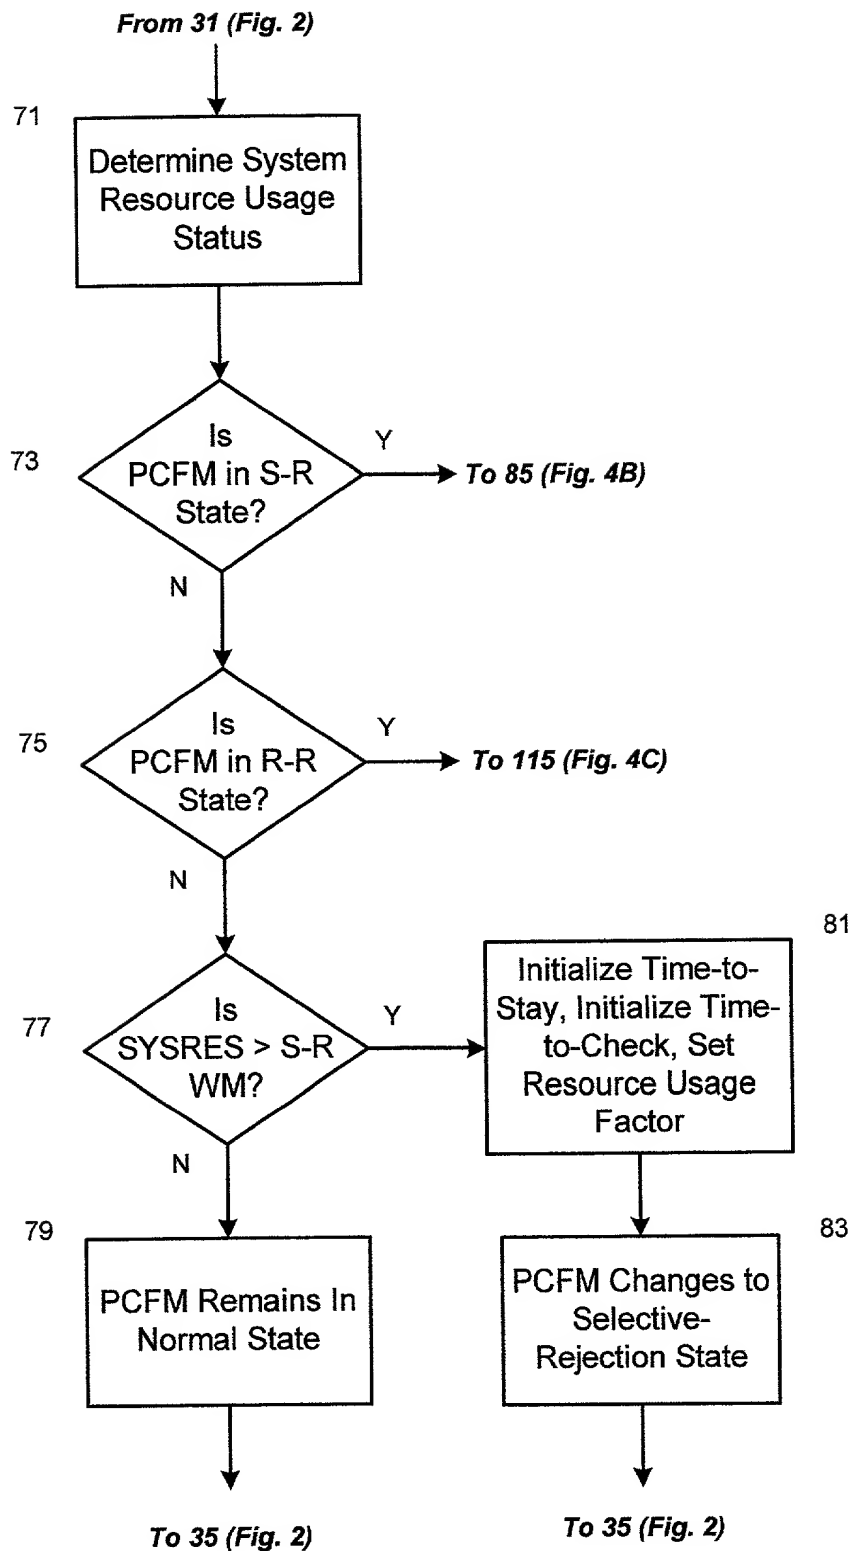 From 31 (Fig. 2)
71
Determine System
Resource Usage
Status
73
Is
PCFM in S-R
State?
Y
To 85 (Fig. 4B)
N
75
Is
PCFM in R-R
State?
Y
To 115 (Fig. 4C)
N
77
Is
SYSRES > S-R
WM?
Y
81
Initialize Time-to-
Stay, Initialize Time-
to-Check, Set
Resource Usage
Factor
N
79
PCFM Remains In
Normal State
83
PCFM Changes to
Selective-
Rejection State
To 35 (Fig. 2)
To 35 (Fig. 2)